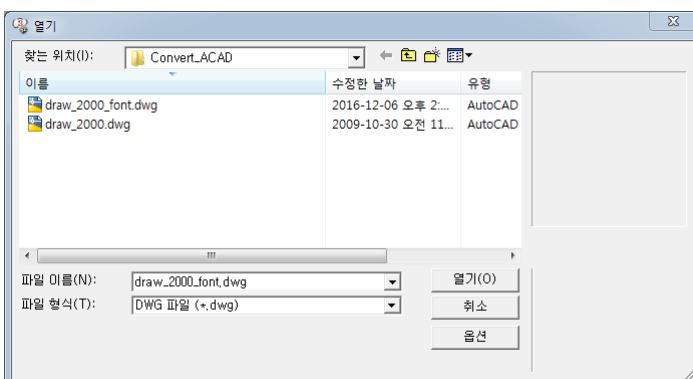 열기
찾는 위치(I):
Convert_ACAD
이름 수정한 날짜 유형
draw_2000_font.dwg 2016-12-06 오후 2:... AutoCAD
draw_2000.dwg 2009-10-30 오전 11... AutoCAD
파일 이름(N): draw_2000_font.dwg 열기(O)
파일 형식(T): DWG 파일 (*.dwg) 취소
옵션